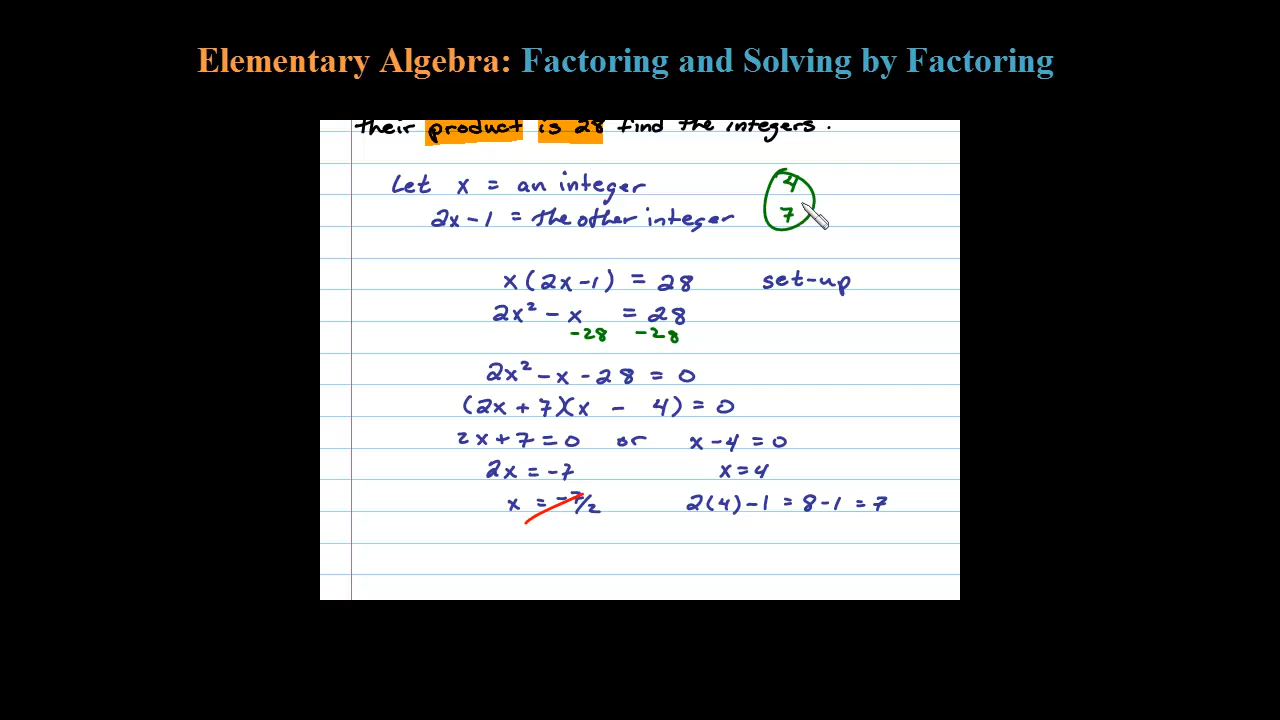 Elementary Algebra: Factoring and Solving by Factoring
their product is 28 find the integers.
Let x = an integer
4
2x - 1 = the other integer
7
x(2x-1) = 28 set-up
2x² - x = 28
-28 -28
2x² - x - 28 = 0
(2x + 7)(x - 4) = 0
2x + 7 = 0 or x - 4 = 0
2x = -7 x = 4
x = -7/2 2(4) - 1 = 8 - 1 = 7